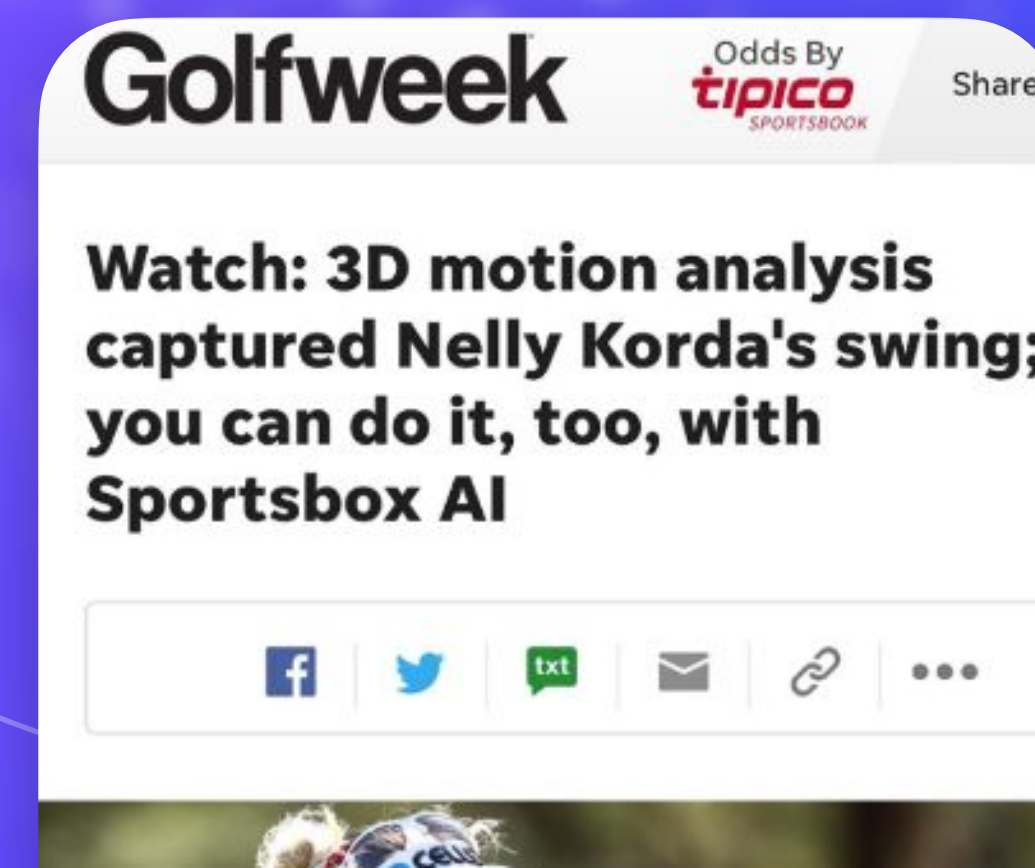 Golfweek
Odds By
tipico
SPORTSBOOK
Share
Watch: 3D motion analysis
captured Nelly Korda's swing;
you can do it, too, with
Sportsbox AI
txt